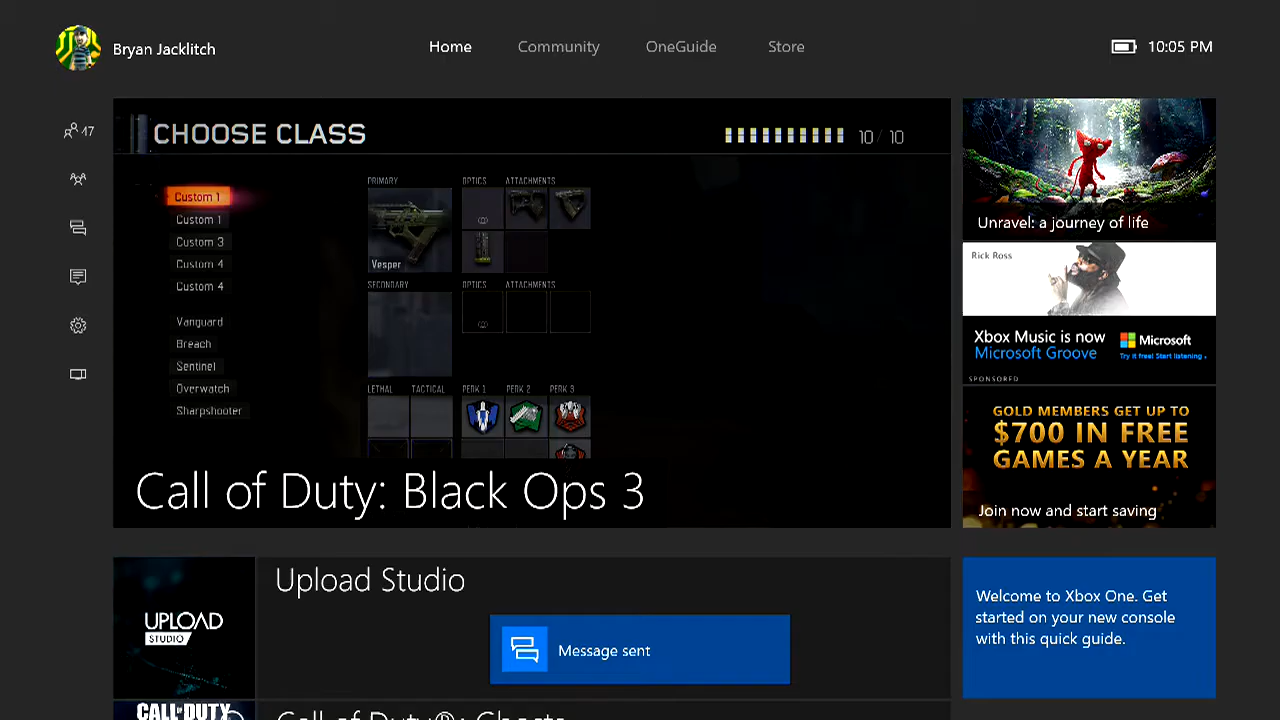 Bryan Jacklitch
Home
Community
OneGuide
Store
10:05 PM
47
CHOOSE CLASS
10 / 10
Custom 1
Custom 1
Custom 3
Custom 4
Custom 4
Vanguard
Breach
Sentinel
Overwatch
Sharpshooter
PRIMARY
OPTICS
ATTACHMENTS
Vesper
SECONDARY
OPTICS
ATTACHMENTS
LETHAL
TACTICAL
PERK 1
PERK 2
PERK 3
Call of Duty: Black Ops 3
Unravel: a journey of life
Rick Ross
Xbox Music is now
Microsoft Groove
Microsoft
Try it free! Start listening.
SPONSORED
GOLD MEMBERS GET UP TO
$700 IN FREE
GAMES A YEAR
Join now and start saving
UPLOAD
STUDIO
Upload Studio
Message sent
Welcome to Xbox One. Get
started on your new console
with this quick guide.
CALL OF DUTY
Call of Duty®: Ghosts